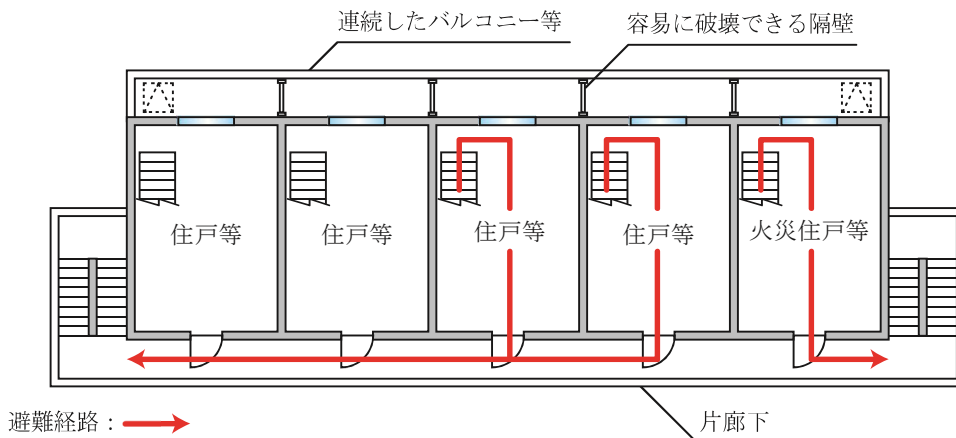 連続したバルコニー等
容易に破壊できる隔壁
住戸等
住戸等
住戸等
住戸等
火災住戸等
避難経路：
片廊下